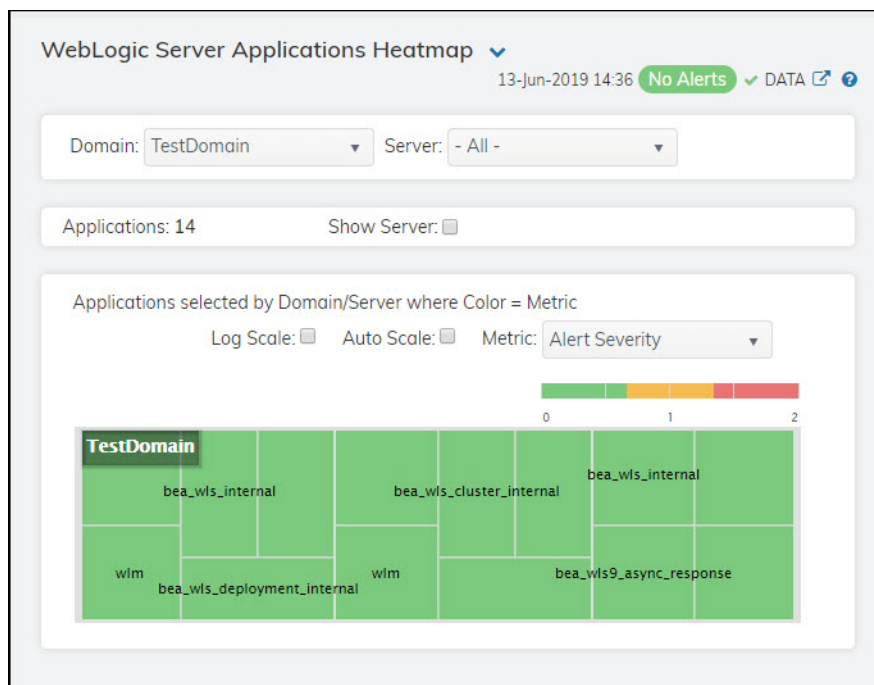 WebLogic Server Applications Heatmap
13-Jun-2019 14:36 No Alerts DATA
Domain: TestDomain Server: - All -
Applications: 14 Show Server:
Applications selected by Domain/Server where Color = Metric
Log Scale: Auto Scale: Metric: Alert Severity
0 1 2
TestDomain
bea_wls_internal
bea_wls_internal bea_wls_cluster_internal
wlm wlm bea_wls9_async_response
bea_wls_deployment_internal